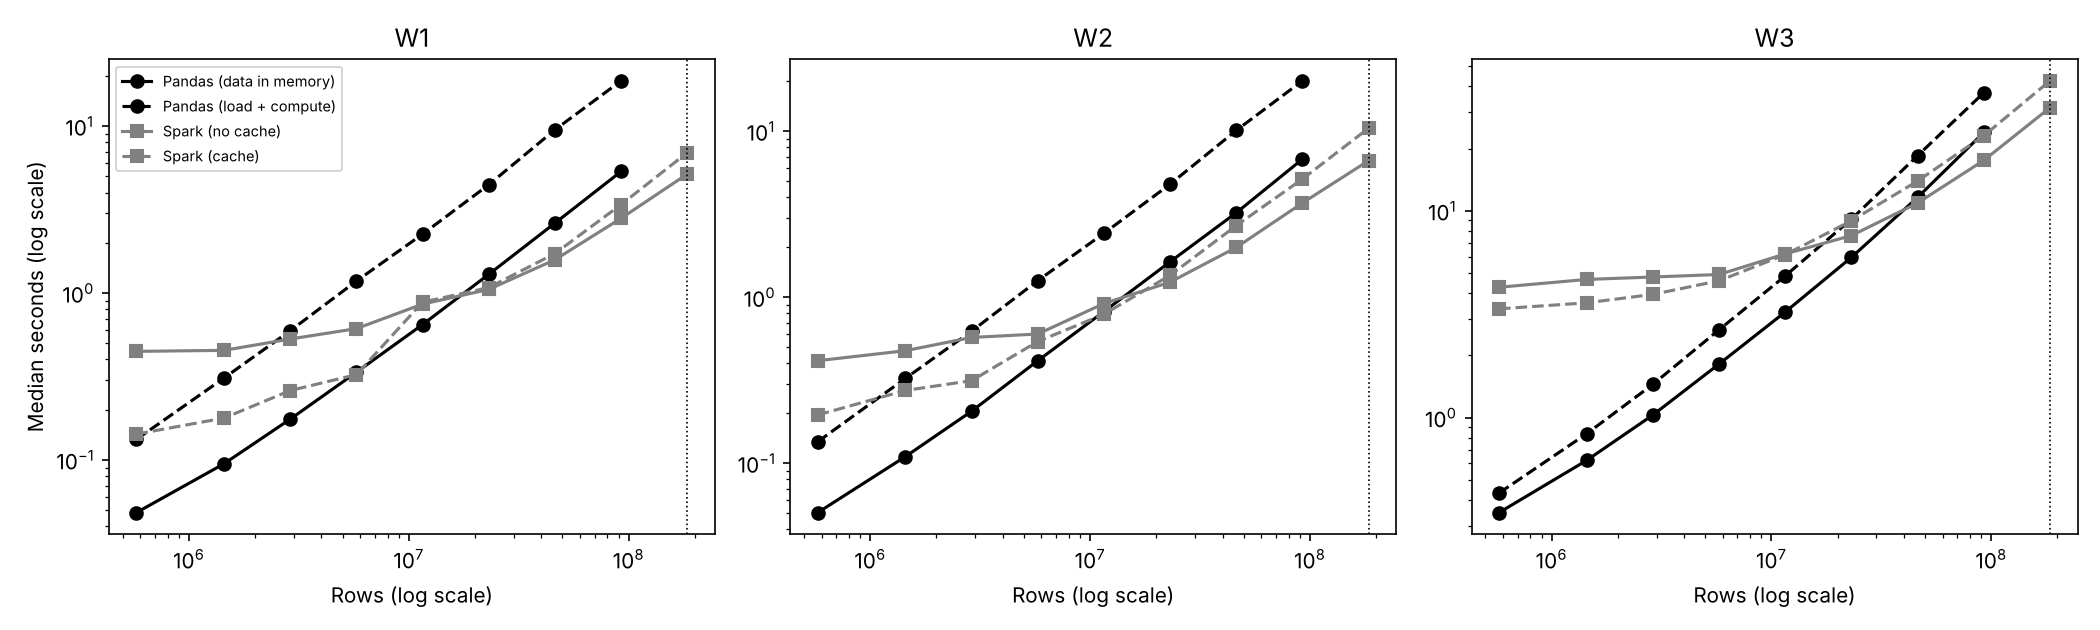 W1
Median seconds (log scale)
10¹
10⁰
10⁻¹
Pandas (data in memory)
Pandas (load + compute)
Spark (no cache)
Spark (cache)
10⁶ 10⁷ 10⁸
Rows (log scale)
W2
10¹
10⁰
10⁻¹
10⁶ 10⁷ 10⁸
Rows (log scale)
W3
10¹
10⁰
10⁶ 10⁷ 10⁸
Rows (log scale)